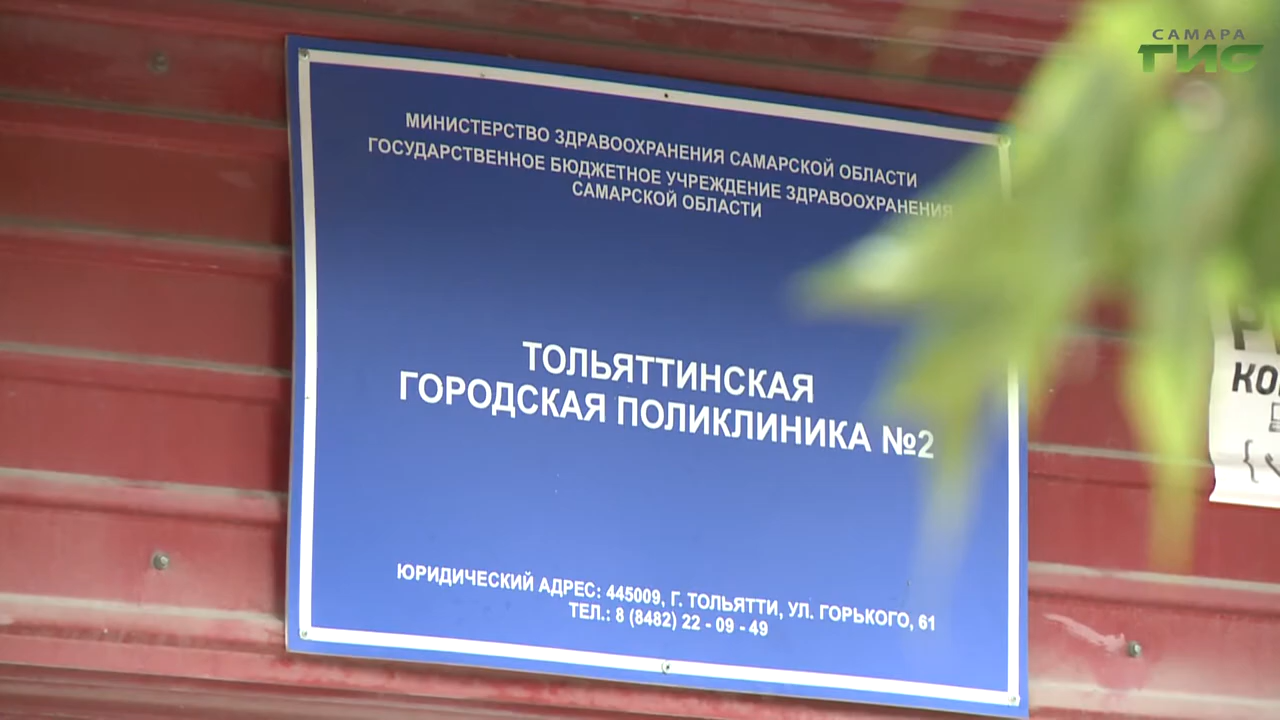 САМАРА
ГИС
МИНИСТЕРСТВО ЗДРАВООХРАНЕНИЯ САМАРСКОЙ ОБЛАСТИ
ГОСУДАРСТВЕННОЕ БЮДЖЕТНОЕ УЧРЕЖДЕНИЕ ЗДРАВООХРАНЕНИЯ
САМАРСКОЙ ОБЛАСТИ
ТОЛЬЯТТИНСКАЯ
ГОРОДСКАЯ ПОЛИКЛИНИКА №2
ЮРИДИЧЕСКИЙ АДРЕС: 445009, Г. ТОЛЬЯТТИ, УЛ. ГОРЬКОГО, 61
ТЕЛ.: 8 (8482) 22 - 09 - 49